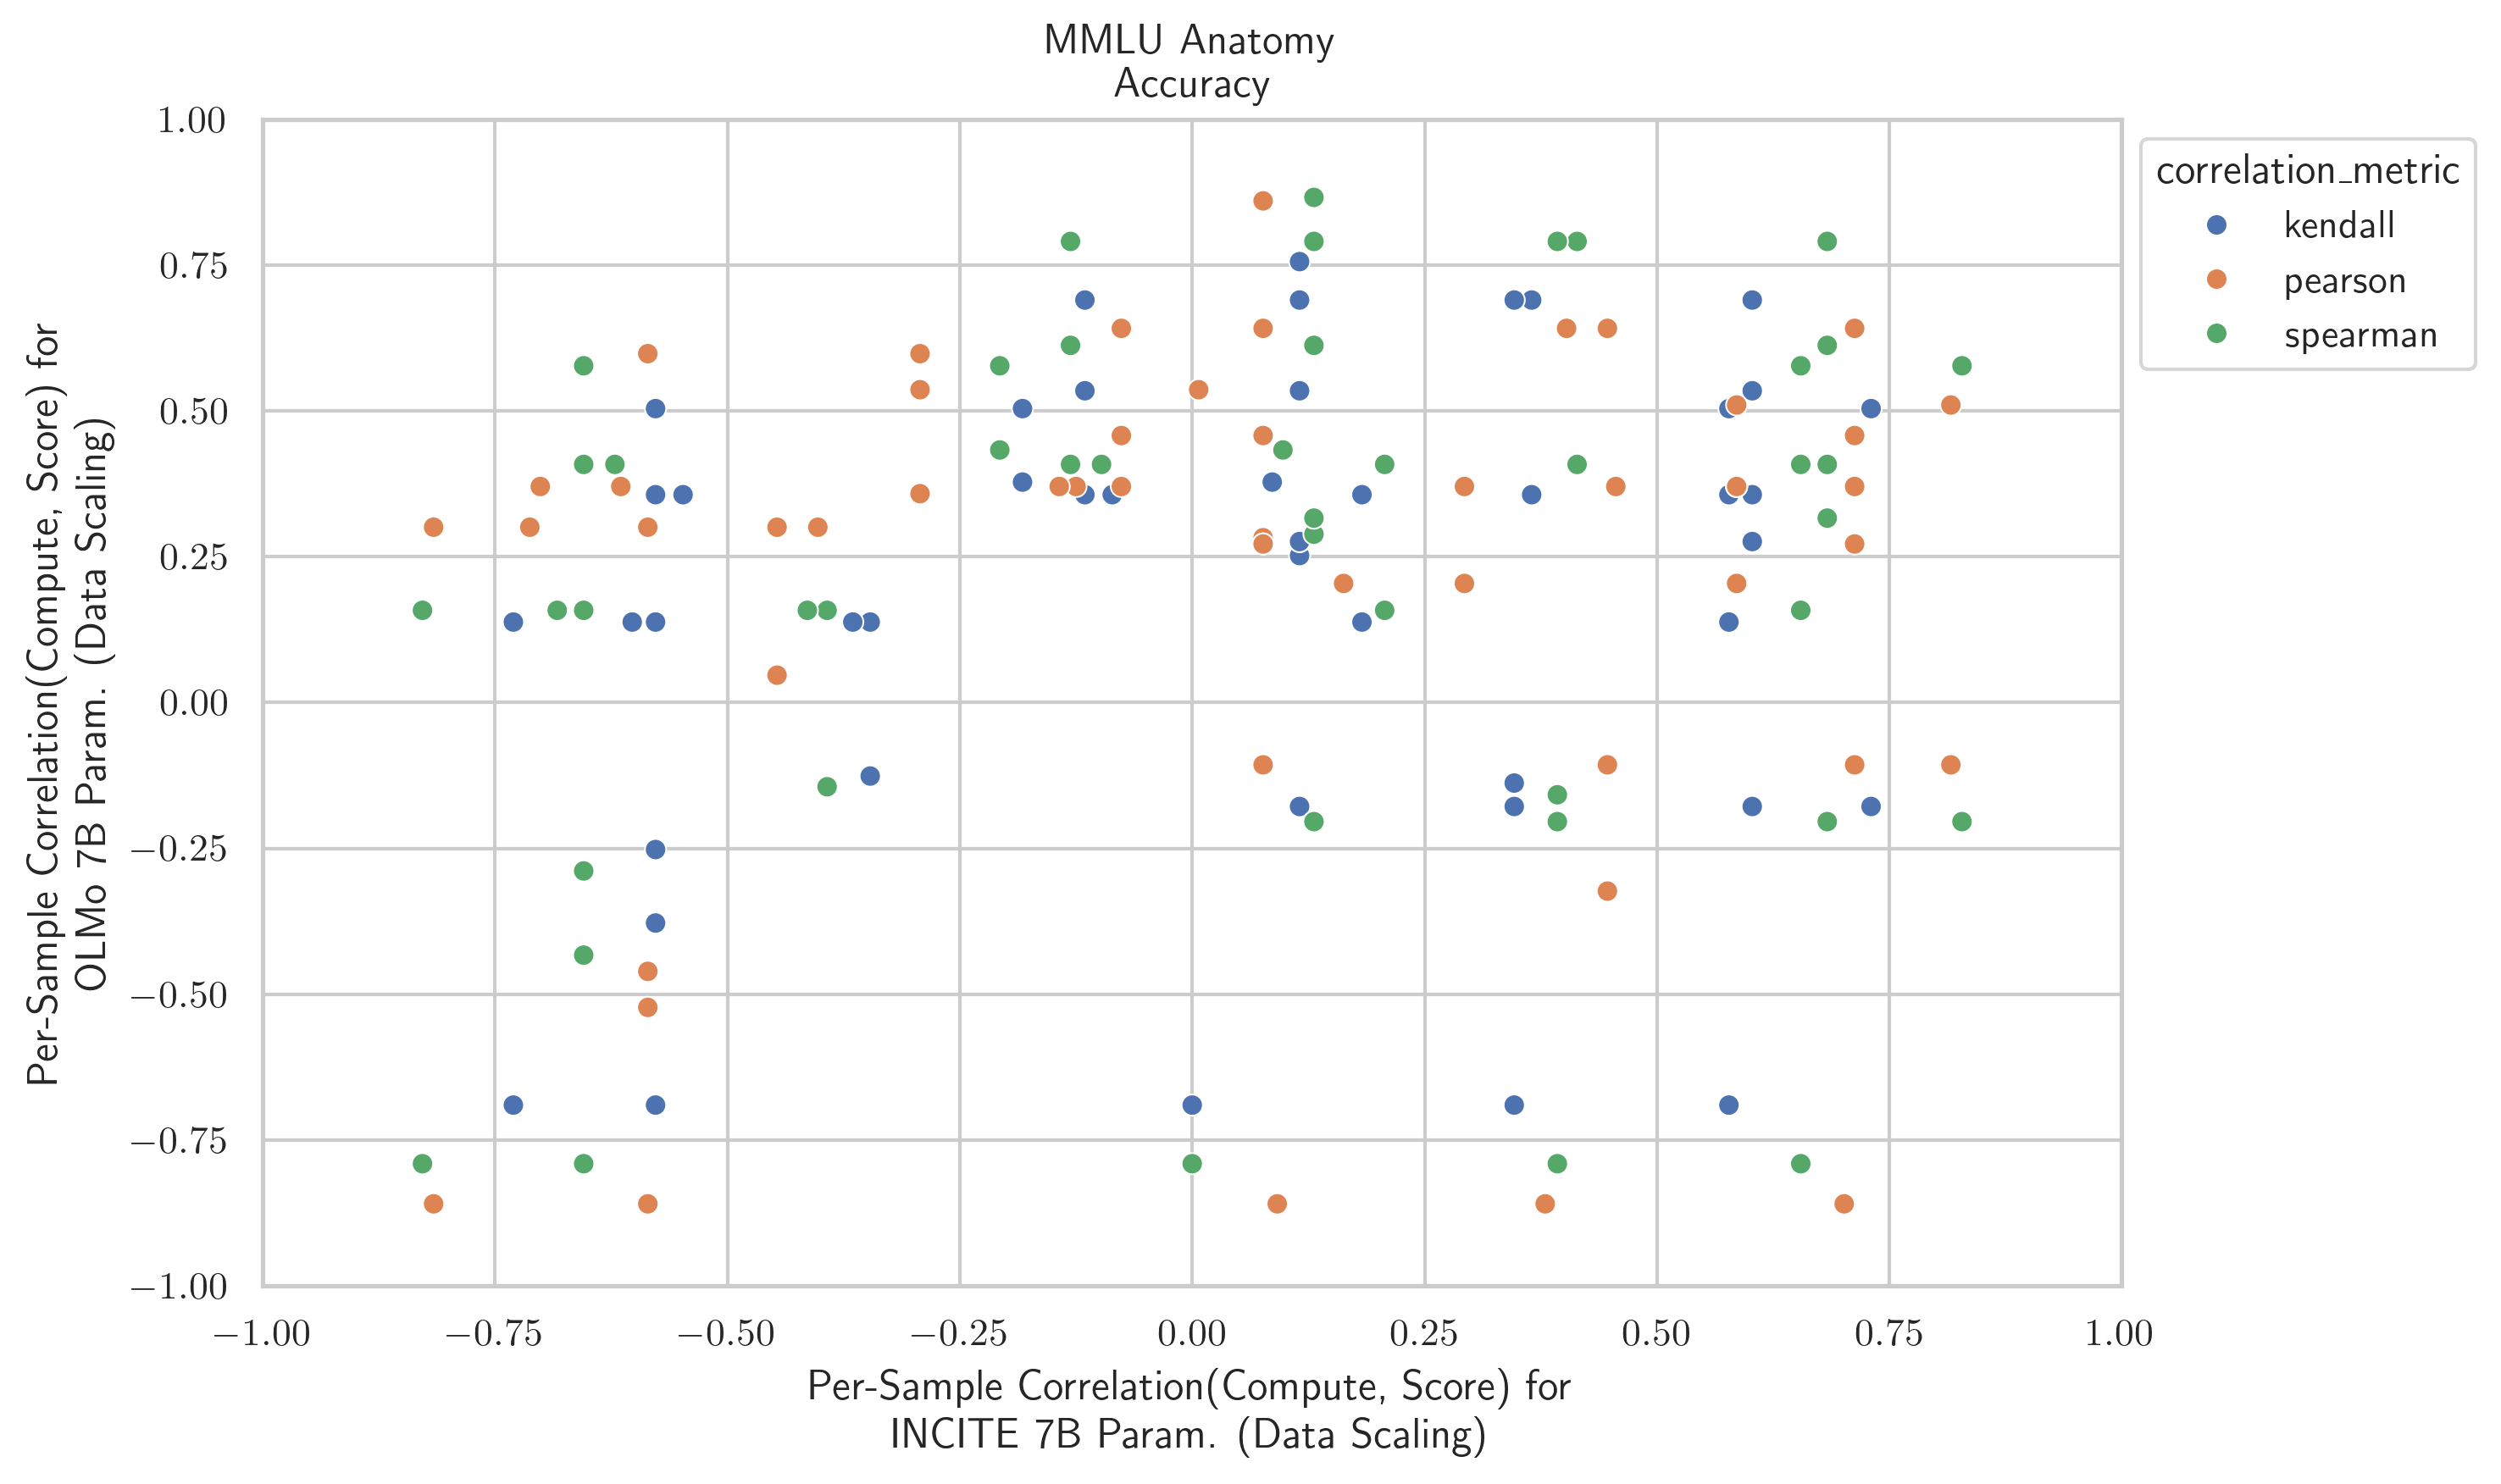 MMLU Anatomy
Accuracy
correlation_metric
kendall
pearson
spearman
Per-Sample Correlation(Compute, Score) for
OLMo 7B Param. (Data Scaling)
1.00
0.75
0.50
0.25
0.00
−0.25
−0.50
−0.75
−1.00
−1.00 −0.75 −0.50 −0.25 0.00 0.25 0.50 0.75 1.00
Per-Sample Correlation(Compute, Score) for
INCITE 7B Param. (Data Scaling)